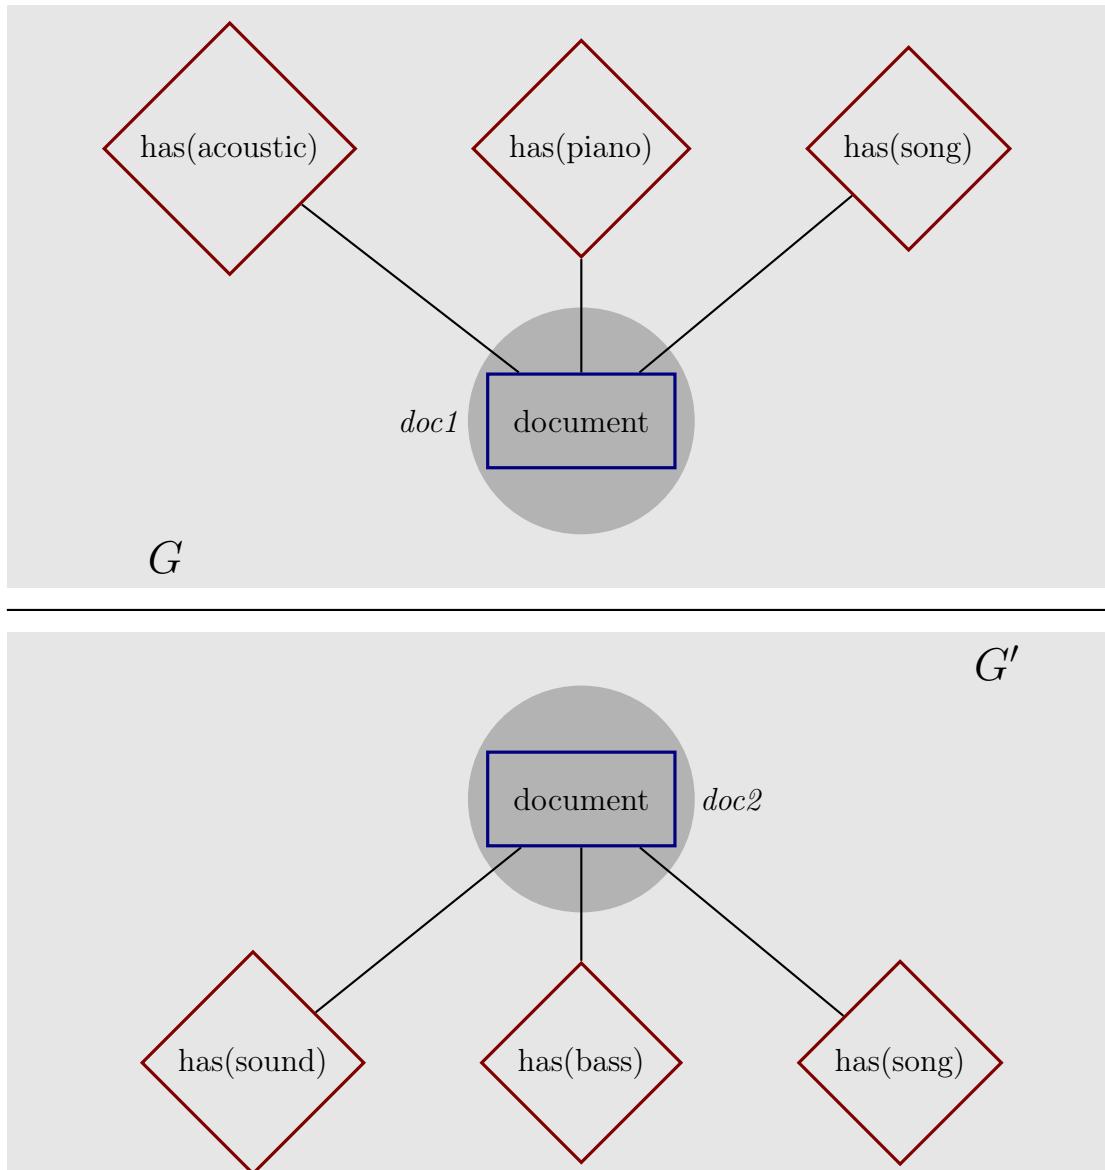 has(acoustic) has(piano) has(song)
doc1 document
G
G′
document doc2
has(sound) has(bass) has(song)